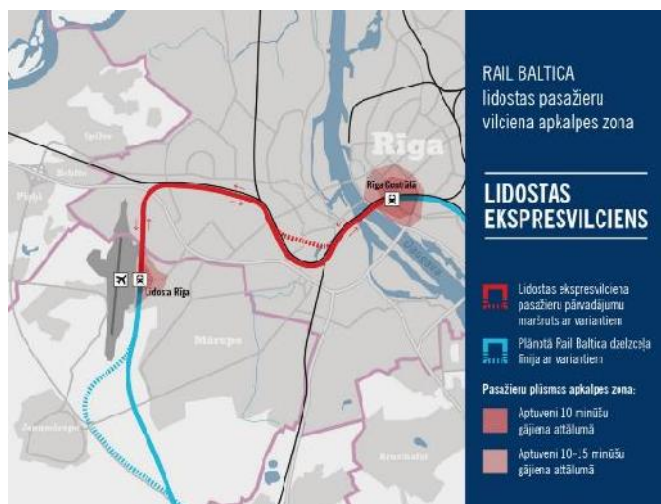 RAIL BALTICA
lidostas pasažieru
vilciena apkalpes zona
LIDOSTAS
EKSPRESVILCIENS
Lidostas ekspresvilciena
pasažieru pārvadājumu
maršruts ar variantiem
Plānotā Rail Baltica dzelzceļa
līnija ar variantiem
Pasažieru plūsmas apkalpes zona:
Aptuveni 10 minūšu
gājiena attālumā
Aptuveni 10-15 minūšu
gājiena attālumā
Rīga
Rīga Centrālā
Lidosta Rīga
Mārupe